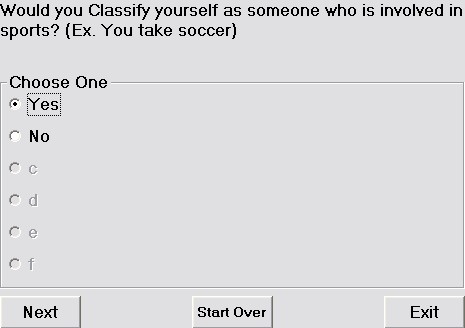 Would you Classify yourself as someone who is involved in
sports? (Ex. You take soccer)
Choose One
Yes
No
c
d
e
f
Next
Start Over
Exit